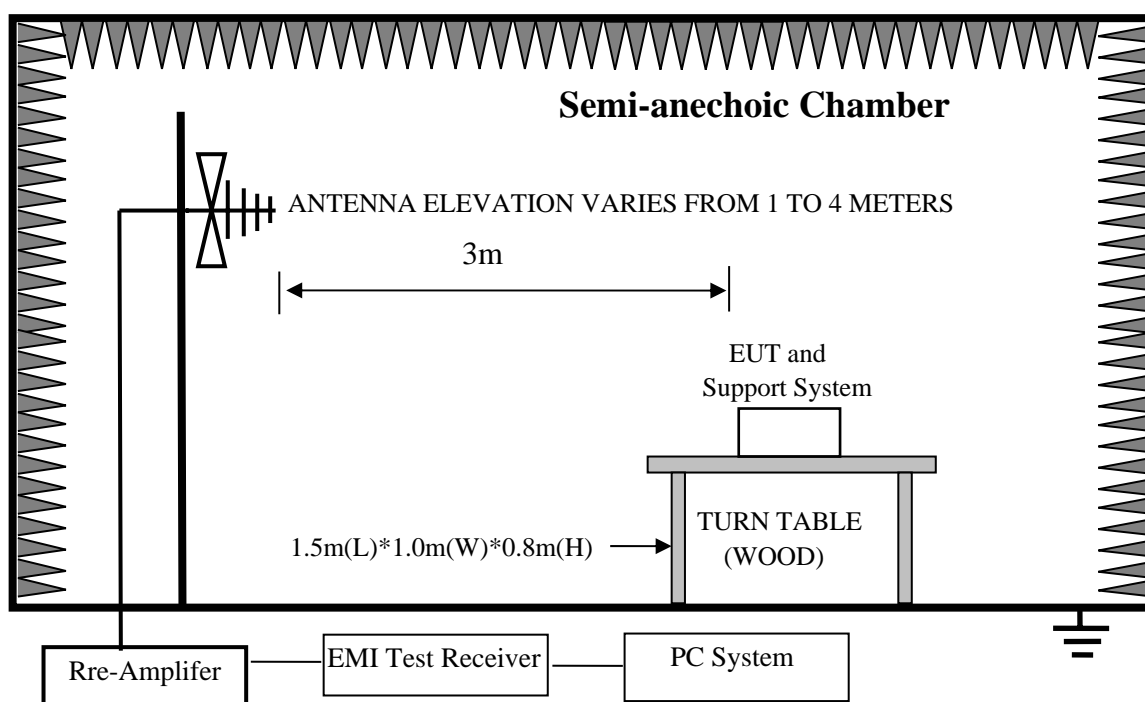 Semi-anechoic Chamber
ANTENNA ELEVATION VARIES FROM 1 TO 4 METERS
3m
EUT and
Support System
TURN TABLE
(WOOD)
1.5m(L)*1.0m(W)*0.8m(H)
Rre-Amplifer
EMI Test Receiver
PC System